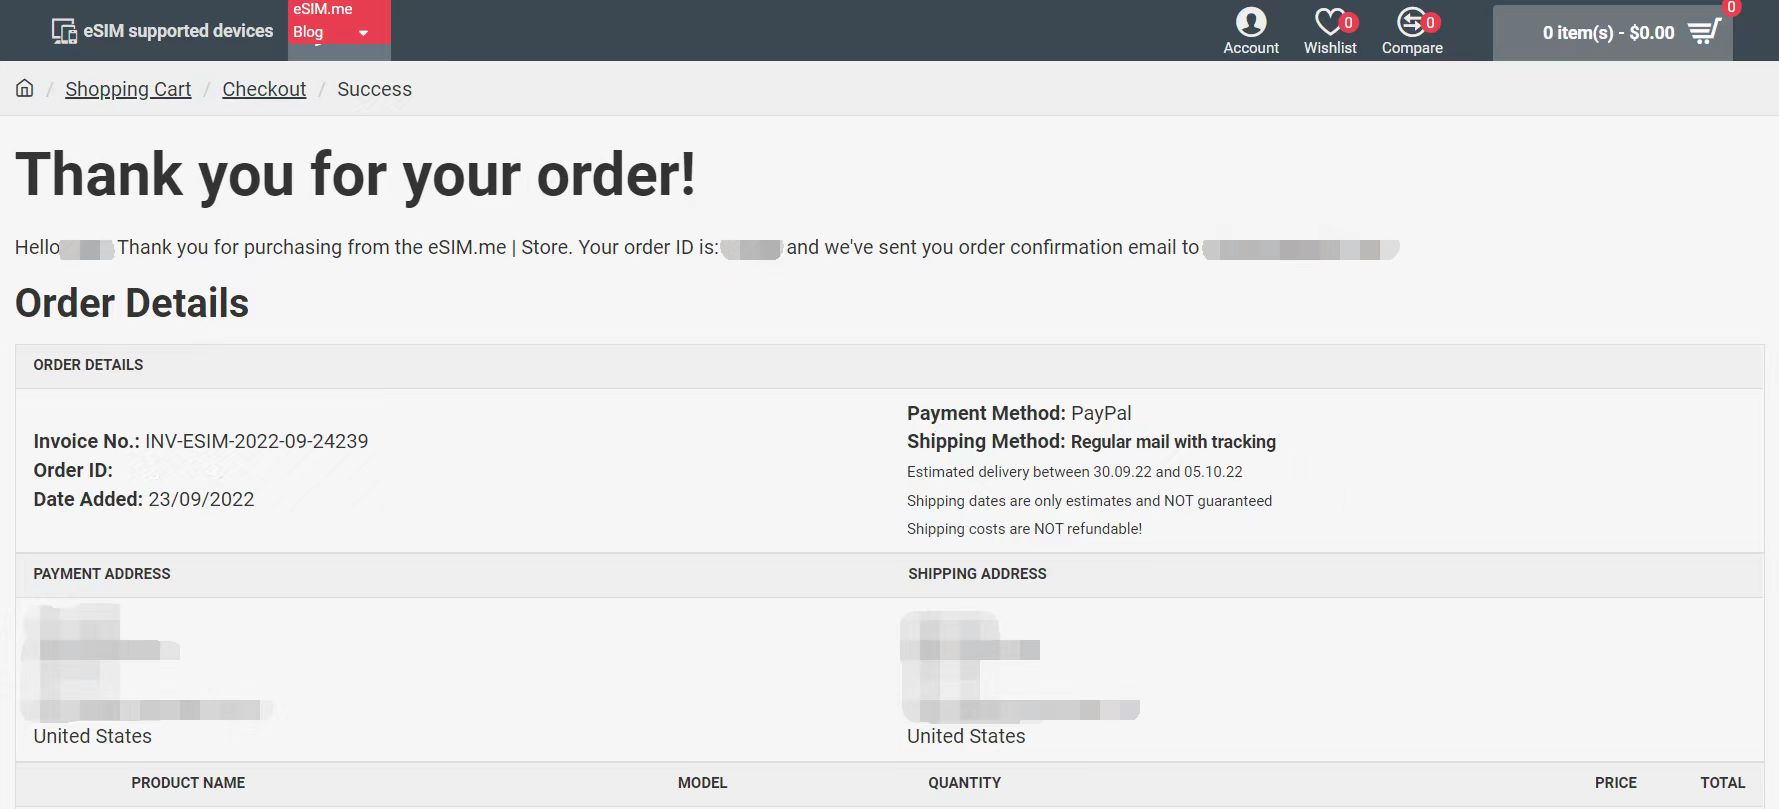 eSIM supported devices
eSIM.me
Blog
Account
0
Wishlist
0
Compare
0 item(s) - $0.00
0
/ Shopping Cart / Checkout / Success
Thank you for your order!
Hello Thank you for purchasing from the eSIM.me | Store. Your order ID is: and we've sent you order confirmation email to
Order Details
ORDER DETAILS
Invoice No.: INV-ESIM-2022-09-24239
Order ID:
Date Added: 23/09/2022
Payment Method: PayPal
Shipping Method: Regular mail with tracking
Estimated delivery between 30.09.22 and 05.10.22
Shipping dates are only estimates and NOT guaranteed
Shipping costs are NOT refundable!
PAYMENT ADDRESS
SHIPPING ADDRESS
United States
United States
PRODUCT NAME
MODEL
QUANTITY
PRICE
TOTAL